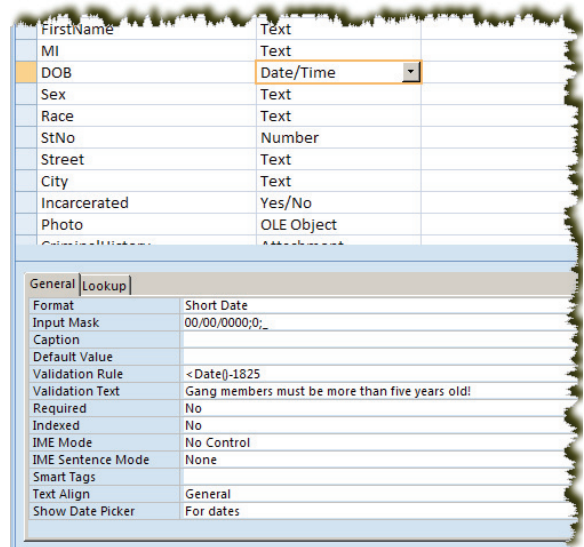 FirstName Text
MI Text
DOB Date/Time
Sex Text
Race Text
StNo Number
Street Text
City Text
Incarcerated Yes/No
Photo OLE Object
CriminalHistory Attachment
General Lookup
Format Short Date
Input Mask 00/00/0000;0;_
Caption
Default Value
Validation Rule <Date()-1825
Validation Text Gang members must be more than five years old!
Required No
Indexed No
IME Mode No Control
IME Sentence Mode None
Smart Tags
Text Align General
Show Date Picker For dates